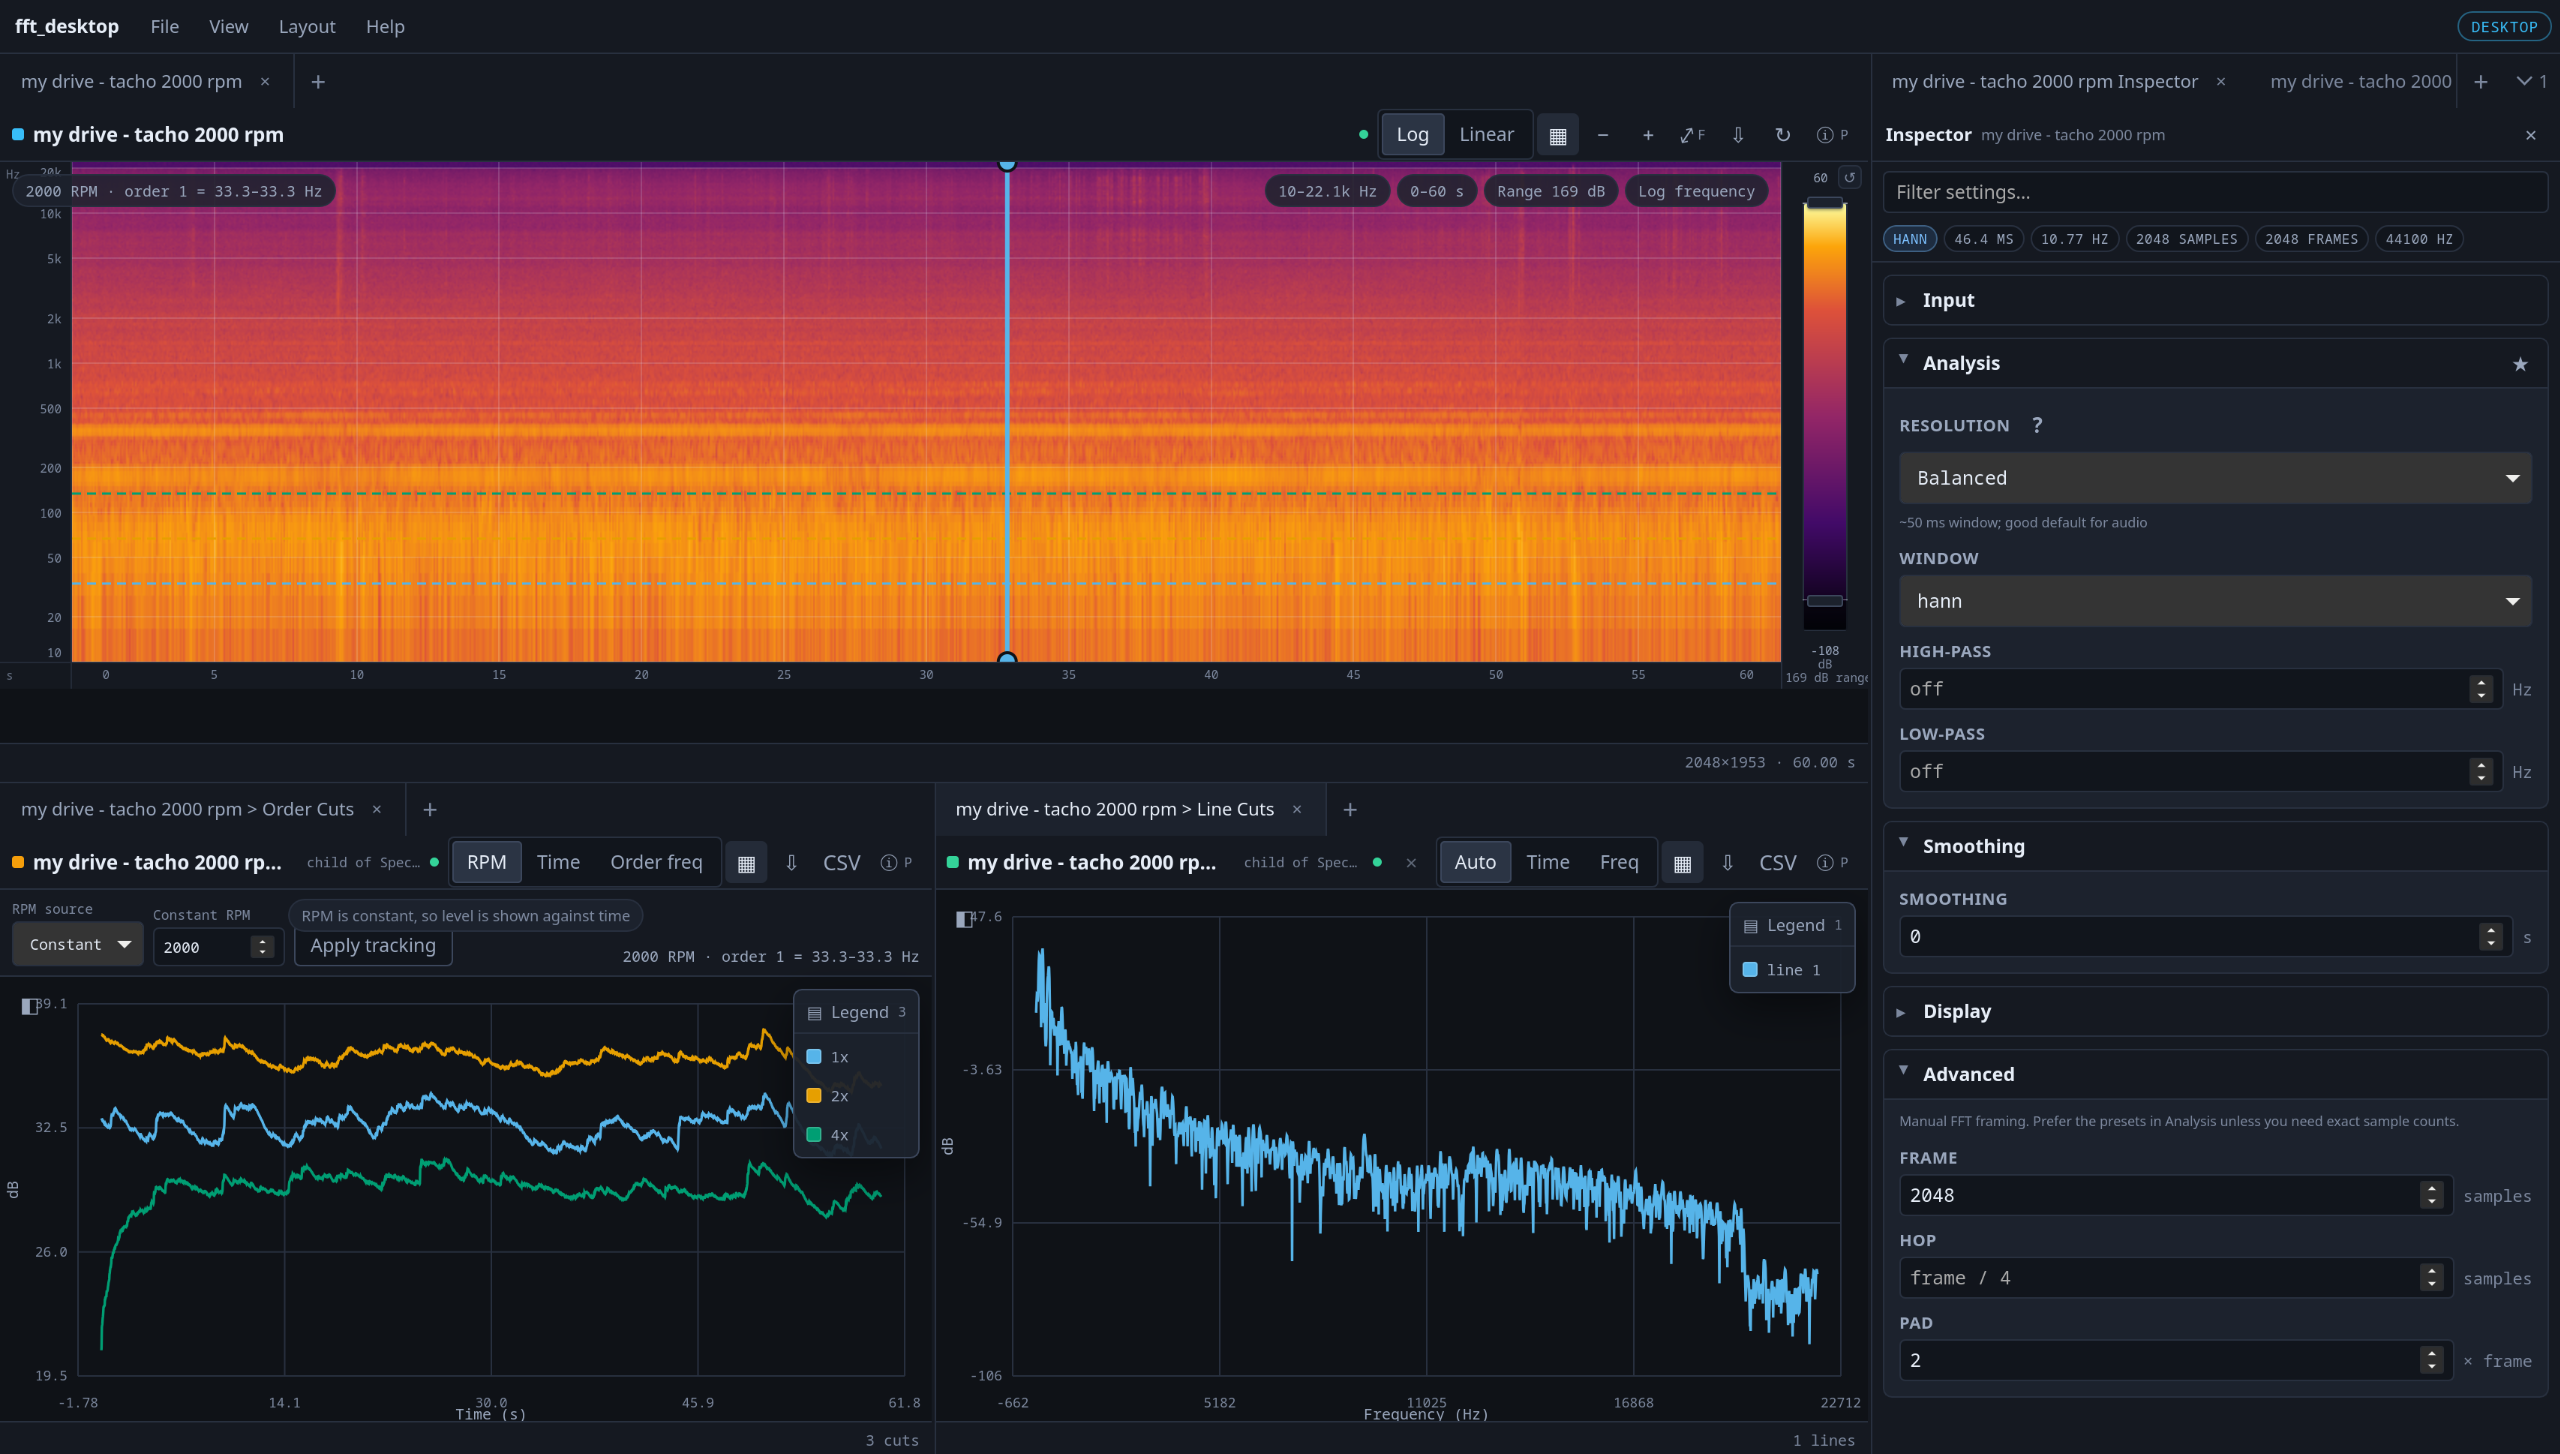 fft_desktop File View Layout Help DESKTOP
my drive - tacho 2000 rpm × +
my drive - tacho 2000 rpm Inspector × my drive - tacho 2000 + 1
my drive - tacho 2000 rpm Log Linear − + F P
Inspector my drive - tacho 2000 rpm ×
Hz 20k
10k
5k
2k
1k
500
200
100
50
20
10
2000 RPM · order 1 = 33.3–33.3 Hz
10–22.1k Hz 0–60 s Range 169 dB Log frequency
60
-108
dB
169 dB range
s 0 5 10 15 20 25 30 35 40 45 50 55 60
2048×1953 · 60.00 s
Filter settings...
HANN 46.4 MS 10.77 HZ 2048 SAMPLES 2048 FRAMES 44100 HZ
Input
Analysis ★
RESOLUTION ?
Balanced
~50 ms window; good default for audio
WINDOW
hann
HIGH-PASS
off Hz
LOW-PASS
off Hz
Smoothing
SMOOTHING
0 s
Display
Advanced
Manual FFT framing. Prefer the presets in Analysis unless you need exact sample counts.
FRAME
2048 samples
HOP
frame / 4 samples
PAD
2 × frame
my drive - tacho 2000 rpm > Order Cuts × +
my drive - tacho 2000 rp... child of Spec… RPM Time Order freq CSV P
RPM source Constant RPM RPM is constant, so level is shown against time
Constant 2000 Apply tracking 2000 RPM · order 1 = 33.3–33.3 Hz
39.1
32.5
26.0
19.5
dB
Legend 3
1x
2x
4x
-1.78 14.1 30.0 45.9 61.8
Time (s)
3 cuts
my drive - tacho 2000 rpm > Line Cuts × +
my drive - tacho 2000 rp... child of Spec… × Auto Time Freq CSV P
47.6
-3.63
-54.9
-106
dB
Legend 1
line 1
-662 5182 11025 16868 22712
Frequency (Hz)
1 lines